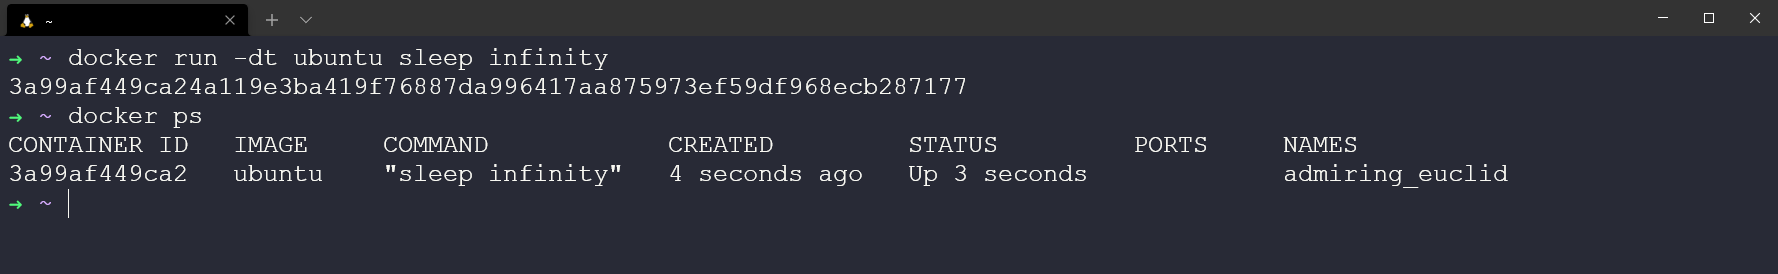 ~
→ ~ docker run -dt ubuntu sleep infinity
3a99af449ca24a119e3ba419f76887da996417aa875973ef59df968ecb287177
→ ~ docker ps
CONTAINER ID   IMAGE     COMMAND            CREATED         STATUS         PORTS     NAMES
3a99af449ca2   ubuntu    "sleep infinity"   4 seconds ago   Up 3 seconds             admiring_euclid
→ ~